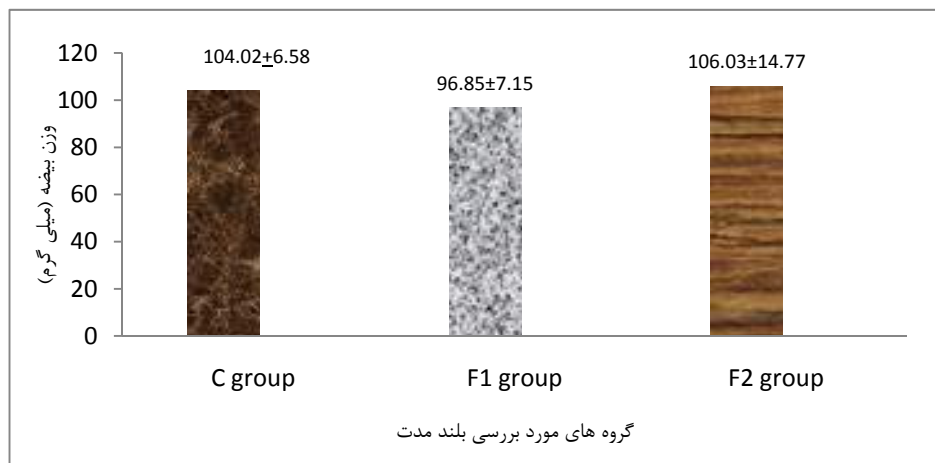 وزن بیضه (میلی گرم)
120
100
80
60
40
20
0
104.02±6.58
96.85±7.15
106.03±14.77
C group
F1 group
F2 group
گروه های مورد بررسی بلند مدت